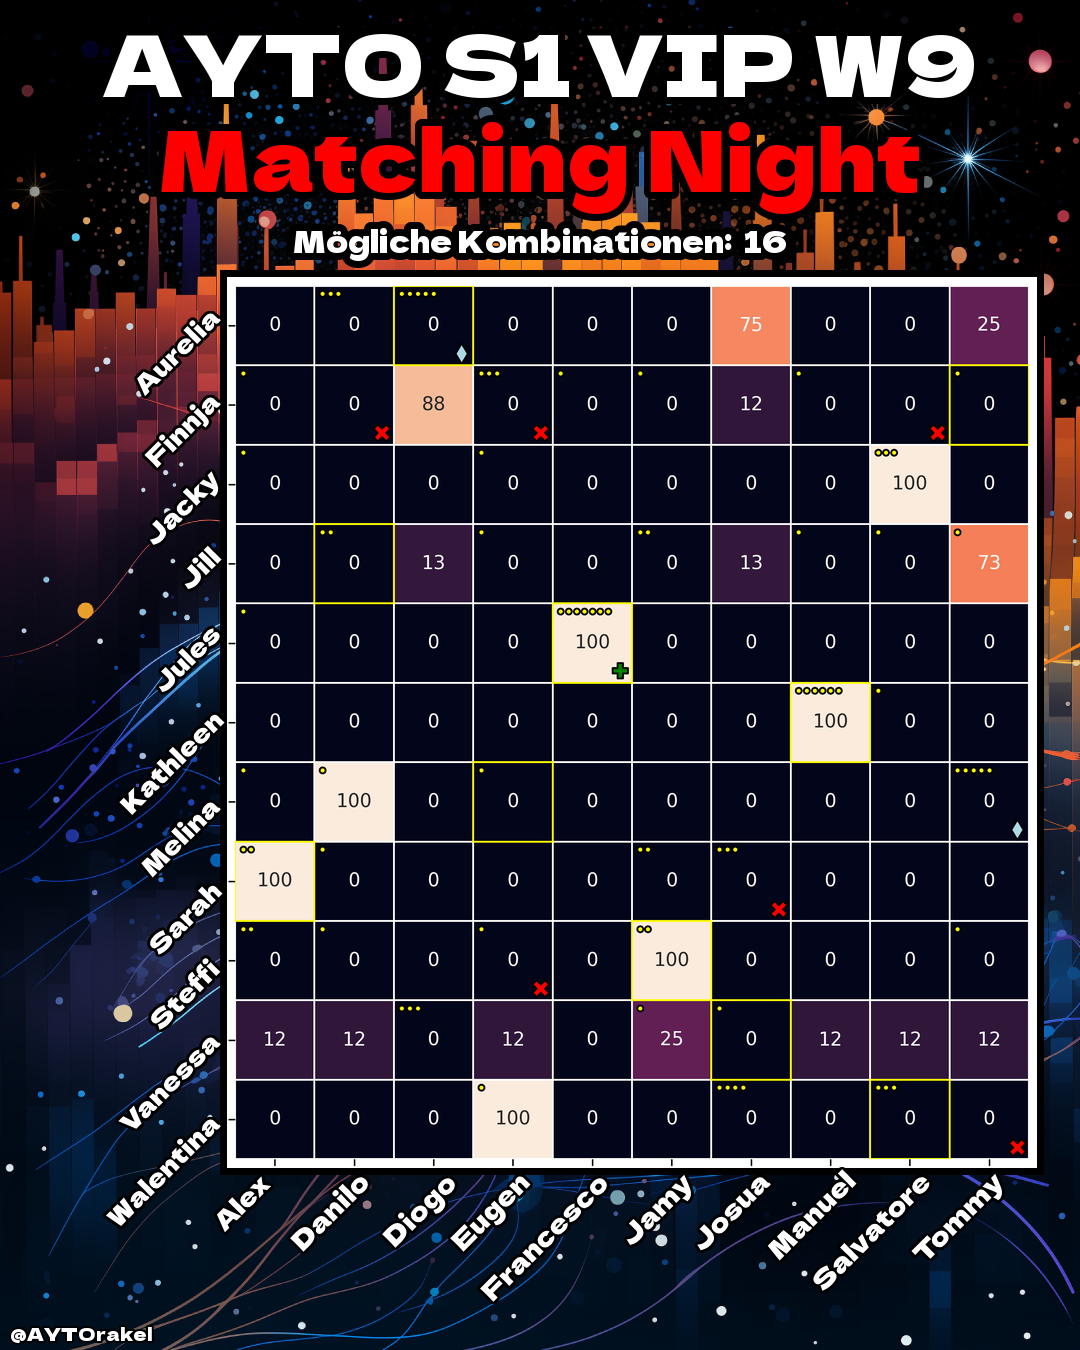 AYTO S1 VIP W9
Matching Night
Mögliche Kombinationen: 16
Aurelia 0 0 0 0 0 0 75 0 0 25
Finnja 0 0 88 0 0 0 12 0 0 0
Jacky 0 0 0 0 0 0 0 0 100 0
Jill 0 0 13 0 0 0 13 0 0 73
Jules 0 0 0 0 100 0 0 0 0 0
Kathleen 0 0 0 0 0 0 0 100 0 0
Melina 0 100 0 0 0 0 0 0 0 0
Sarah 100 0 0 0 0 0 0 0 0 0
Steffi 0 0 0 0 0 100 0 0 0 0
Vanessa 12 12 0 12 0 25 0 12 12 12
Walentina 0 0 0 100 0 0 0 0 0 0
Alex Danilo Diogo Eugen Francesco Jamy Josua Manuel Salvatore Tommy
@AYTOrakel